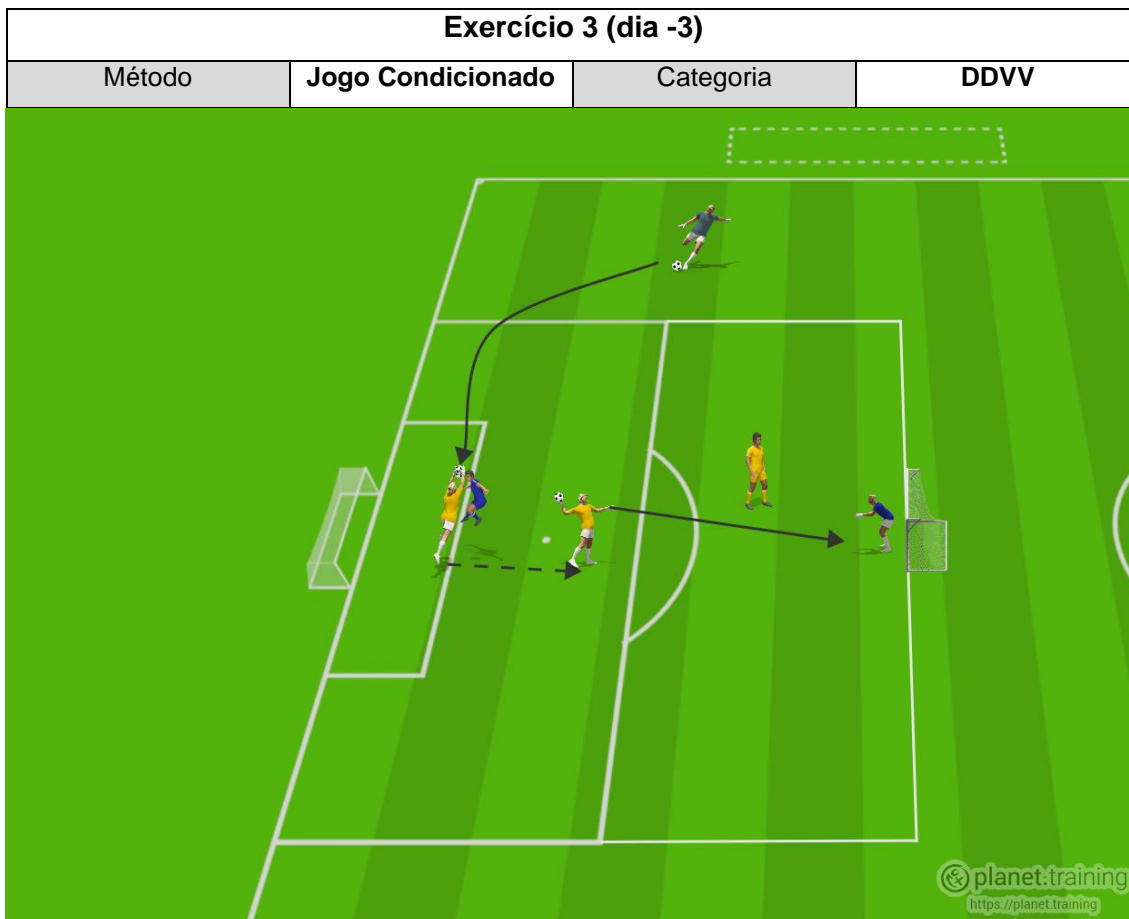 Exercício 3 (dia -3)
Método Jogo Condicionado Categoria DDVV
planet.training
https://planet.training